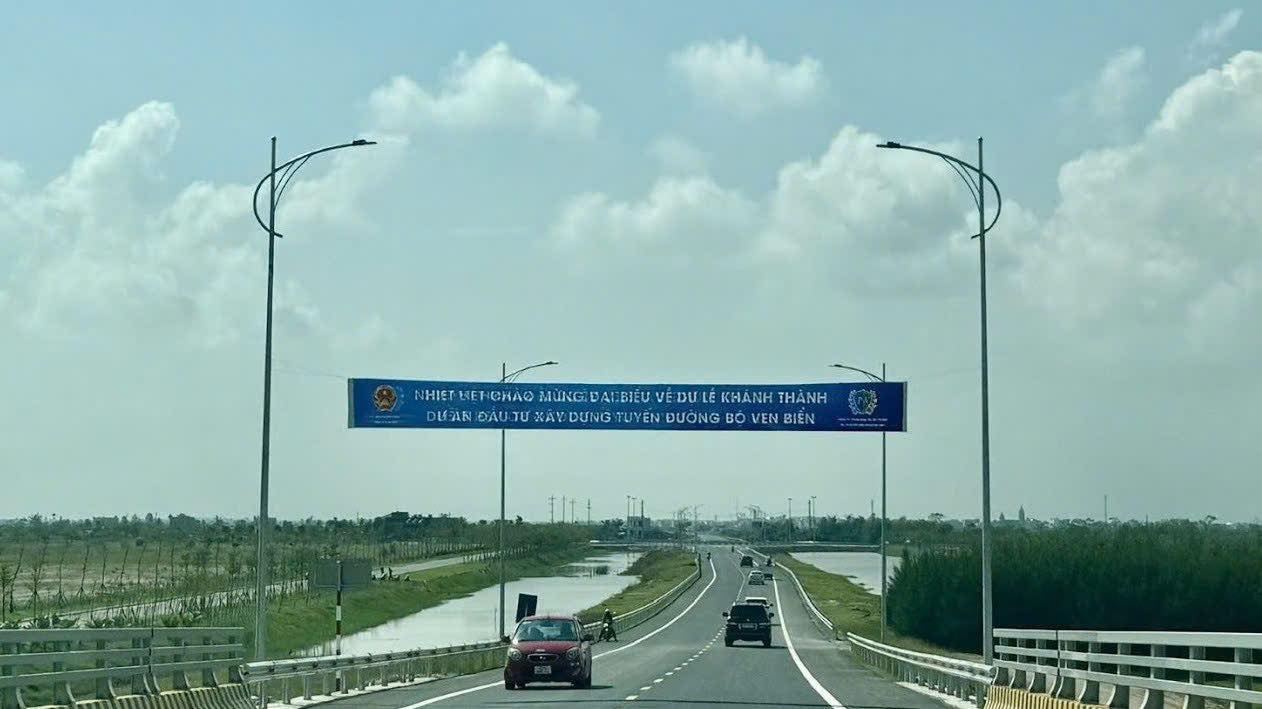 NHIỆT LIỆT CHÀO MỪNG ĐẠI BIỂU VỀ DỰ LỄ KHÁNH THÀNH
DỰ ÁN ĐẦU TƯ XÂY DỰNG TUYẾN ĐƯỜNG BỘ VEN BIỂN